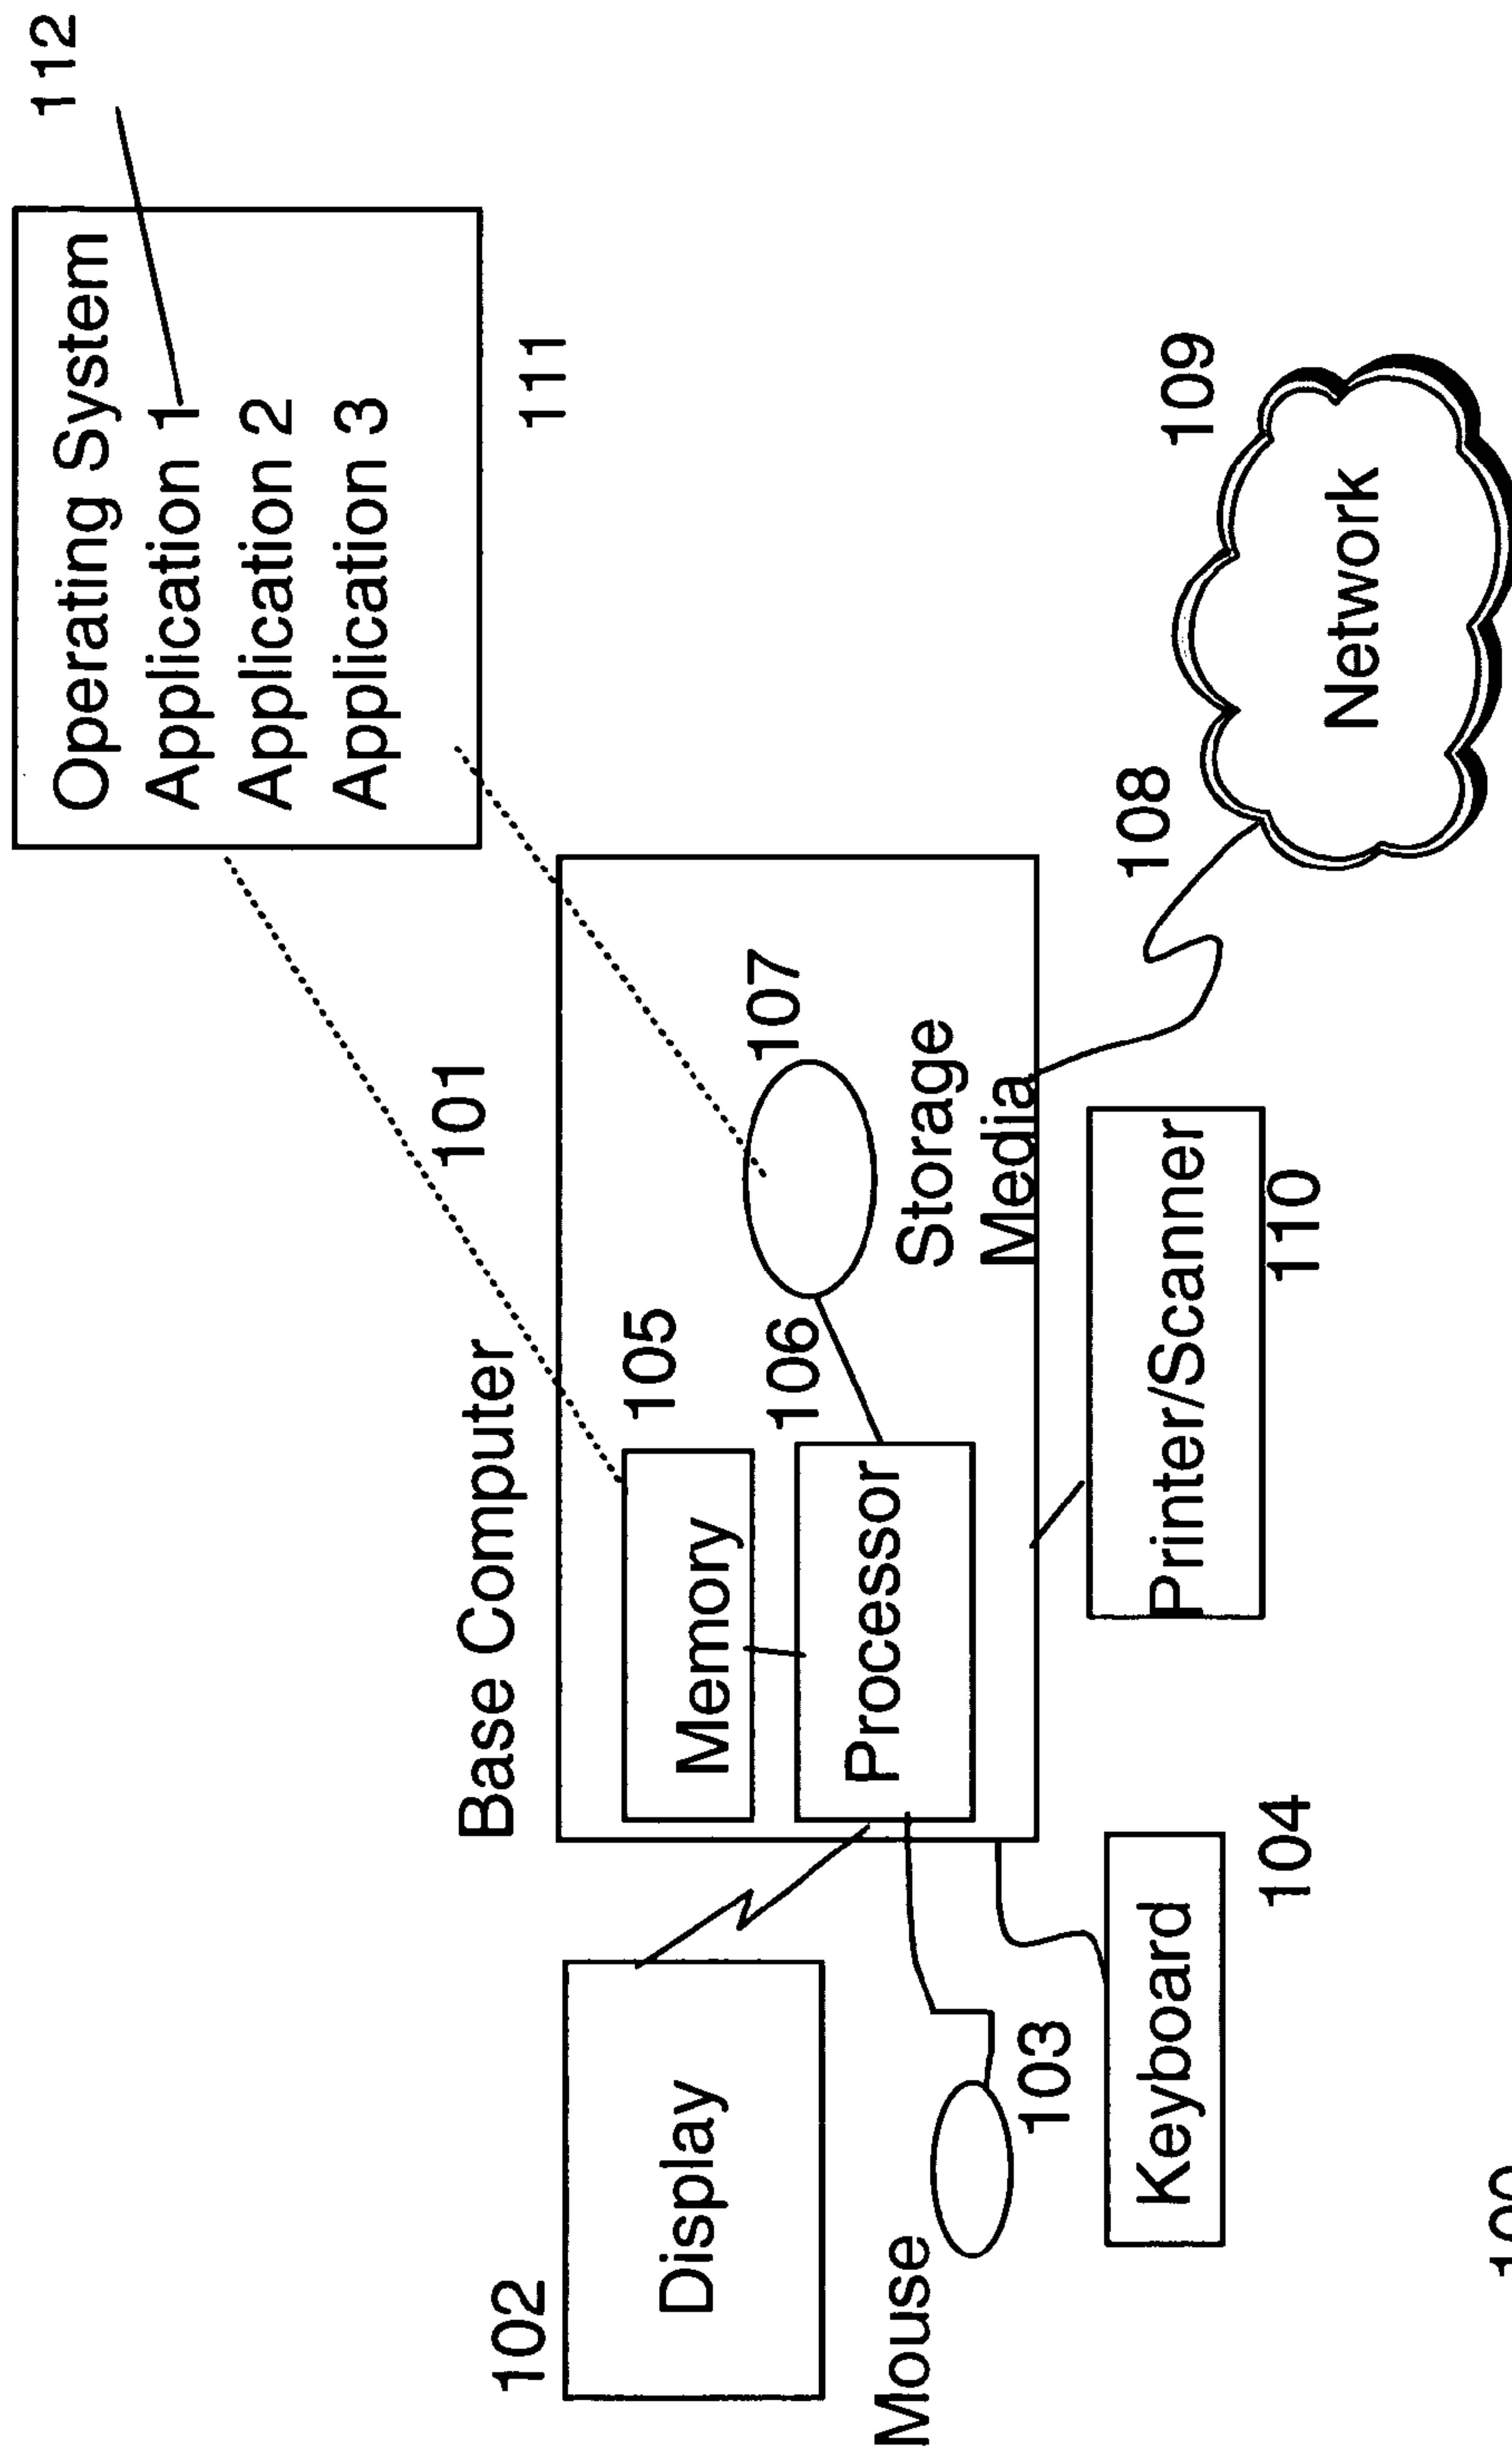 112
Operating System
Application 1
Application 2
Application 3
111
Base Computer
101
102
Display
Memory
105
Processor
106
107
Storage
Media
Mouse
103
Keyboard
104
Printer/Scanner
110
108
109
Network
100